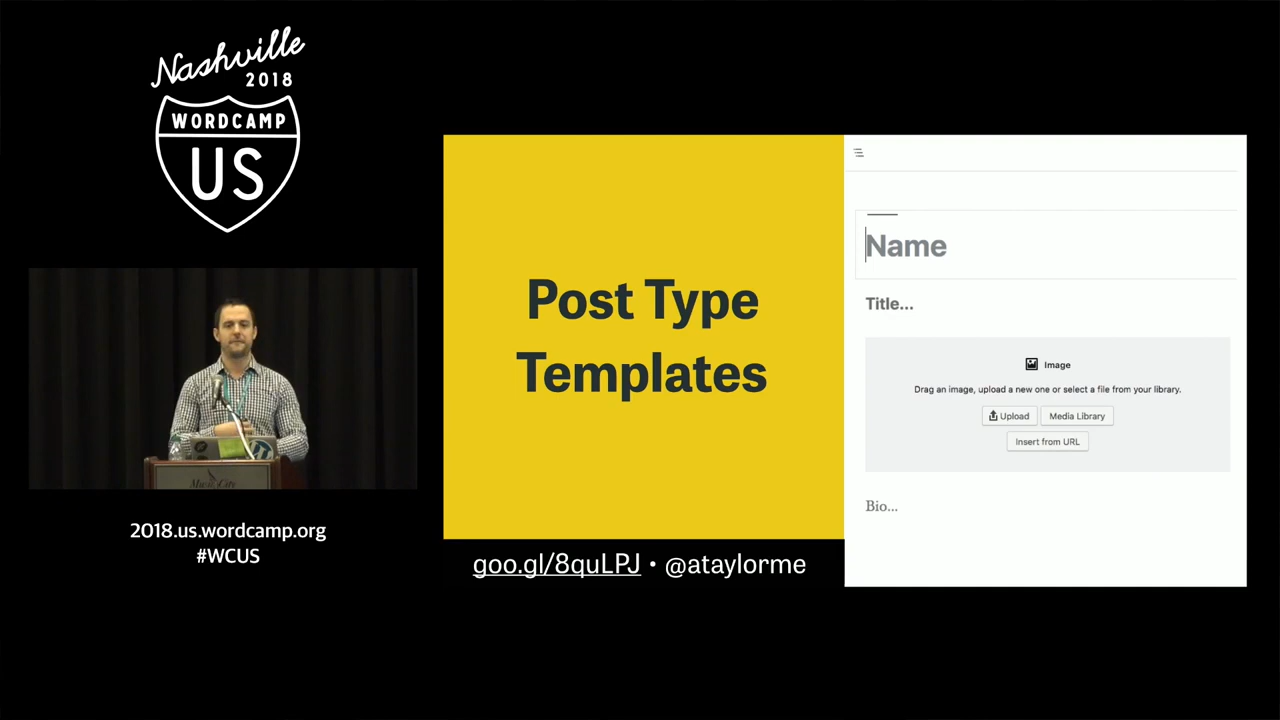 Nashville
2018
WORDCAMP
US
Music City
2018.us.wordcamp.org
#WCUS
Post Type
Templates
goo.gl/8quLPJ • @ataylorme
Name
Title...
Image
Drag an image, upload a new one or select a file from your library.
Upload
Media Library
Insert from URL
Bio...